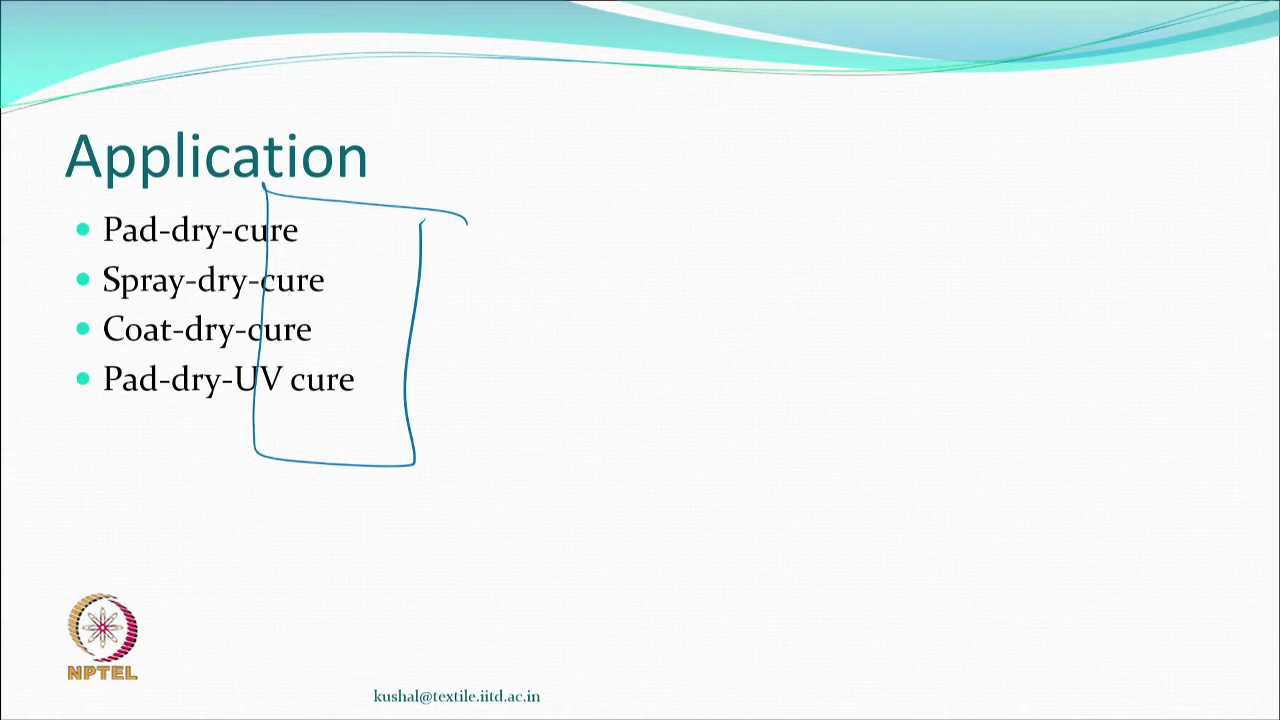 Application
Pad-dry-cure
Spray-dry-cure
Coat-dry-cure
Pad-dry-UV cure
NPTEL
kushal@textile.iitd.ac.in